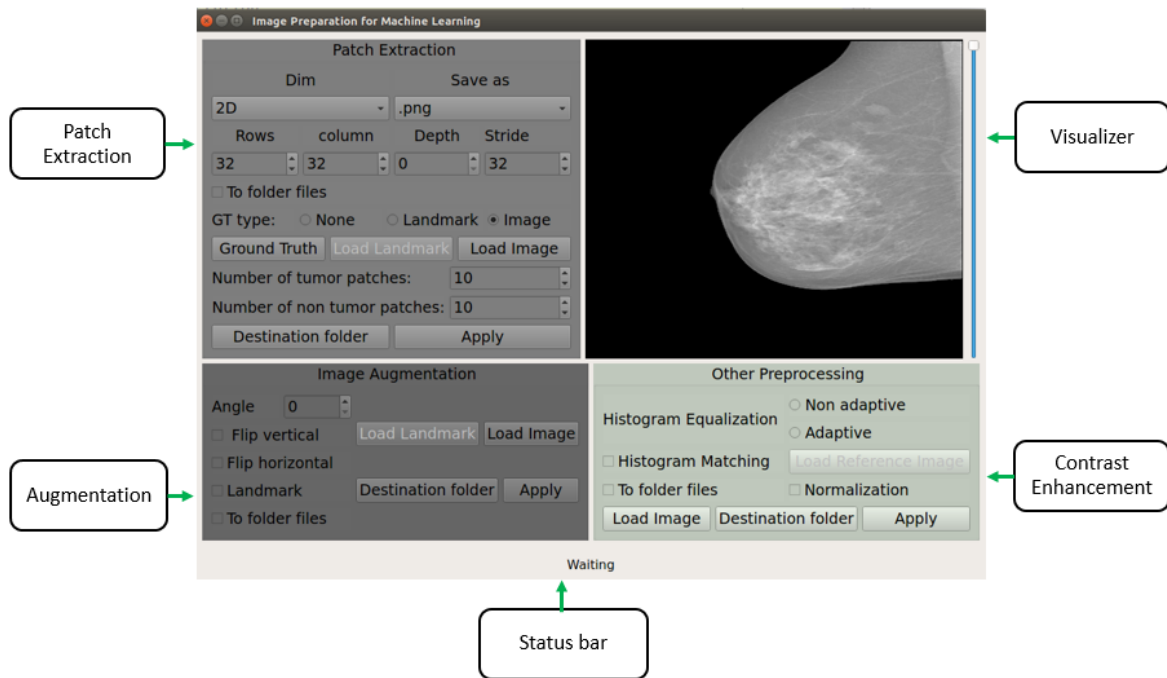 Image Preparation for Machine Learning
Patch Extraction
Dim Save as
2D .png
Rows column Depth Stride
32 32 0 32
To folder files
GT type: None Landmark Image
Ground Truth Load Landmark Load Image
Number of tumor patches: 10
Number of non tumor patches: 10
Destination folder Apply
Image Augmentation
Angle 0
Flip vertical Load Landmark Load Image
Flip horizontal
Landmark Destination folder Apply
To folder files
Other Preprocessing
Histogram Equalization
Non adaptive
Adaptive
Histogram Matching Load Reference Image
To folder files Normalization
Load Image Destination folder Apply
Waiting
Patch
Extraction
Visualizer
Augmentation
Contrast
Enhancement
Status bar